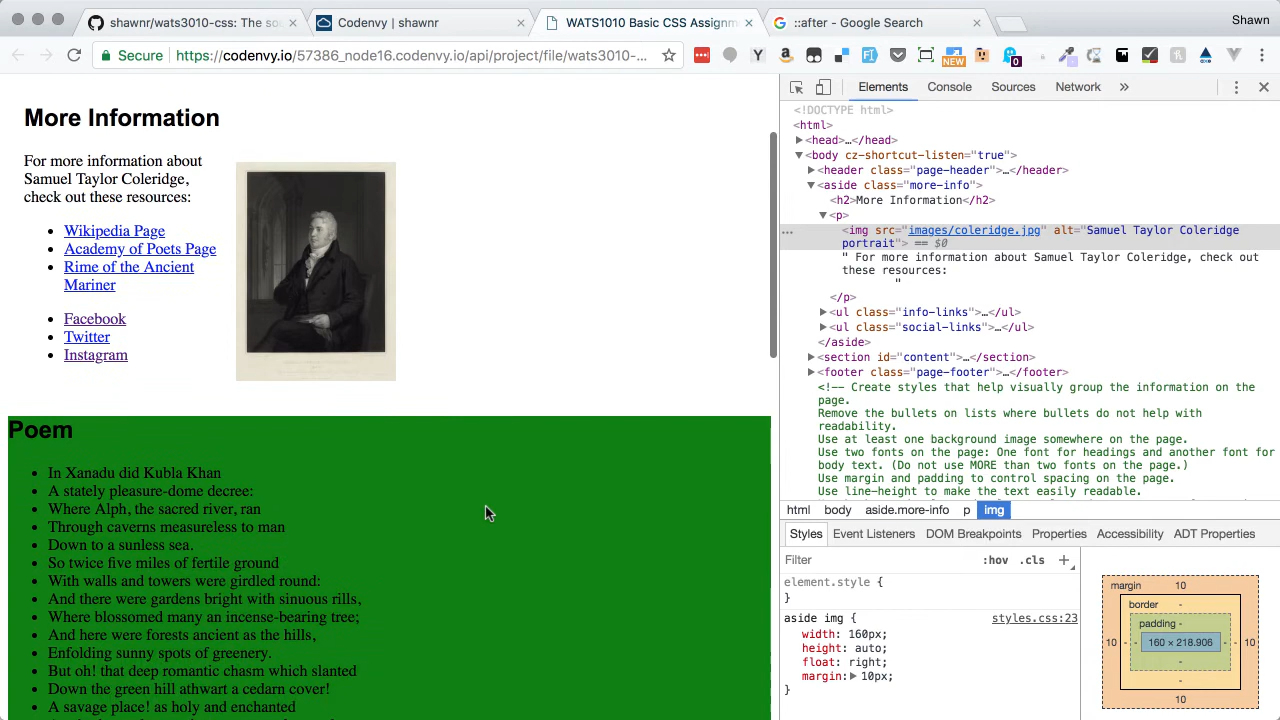 shawnr/wats3010-css: The so
Codenvy | shawnr
WATS1010 Basic CSS Assignm
::after - Google Search
Shawn
Secure
https://codenvy.io/57386_node16.codenvy.io/api/project/file/wats3010-...
NEW
0
Elements
Console
Sources
Network
More Information
For more information about
Samuel Taylor Coleridge,
check out these resources:
Wikipedia Page
Academy of Poets Page
Rime of the Ancient
Mariner
Facebook
Twitter
Instagram
Poem
In Xanadu did Kubla Khan
A stately pleasure-dome decree:
Where Alph, the sacred river, ran
Through caverns measureless to man
Down to a sunless sea.
So twice five miles of fertile ground
With walls and towers were girdled round:
And there were gardens bright with sinuous rills,
Where blossomed many an incense-bearing tree;
And here were forests ancient as the hills,
Enfolding sunny spots of greenery.
But oh! that deep romantic chasm which slanted
Down the green hill athwart a cedarn cover!
A savage place! as holy and enchanted
<!DOCTYPE html>
<html>
<head>…</head>
<body cz-shortcut-listen="true">
<header class="page-header">…</header>
<aside class="more-info">
<h2>More Information</h2>
<p>
<img src="images/coleridge.jpg" alt="Samuel Taylor Coleridge
portrait"> == $0
" For more information about Samuel Taylor Coleridge, check out
these resources:
"
</p>
<ul class="info-links">…</ul>
<ul class="social-links">…</ul>
</aside>
<section id="content">…</section>
<footer class="page-footer">…</footer>
<!-- Create styles that help visually group the information on the
page.
Remove the bullets on lists where bullets do not help with
readability.
Use at least one background image somewhere on the page.
Use two fonts on the page: One font for headings and another font for
body text. (Do not use MORE than two fonts on the page.)
Use margin and padding to control spacing on the page.
Use line-height to make the text easily readable.
html body aside.more-info p img
Styles Event Listeners DOM Breakpoints Properties Accessibility ADT Properties
Filter
:hov .cls +
element.style {
}
aside img {
styles.css:23
width: 160px;
height: auto;
float: right;
margin: 10px;
}
margin 10
border -
padding -
10 - - 160 × 218.906 - - 10
-
-
10